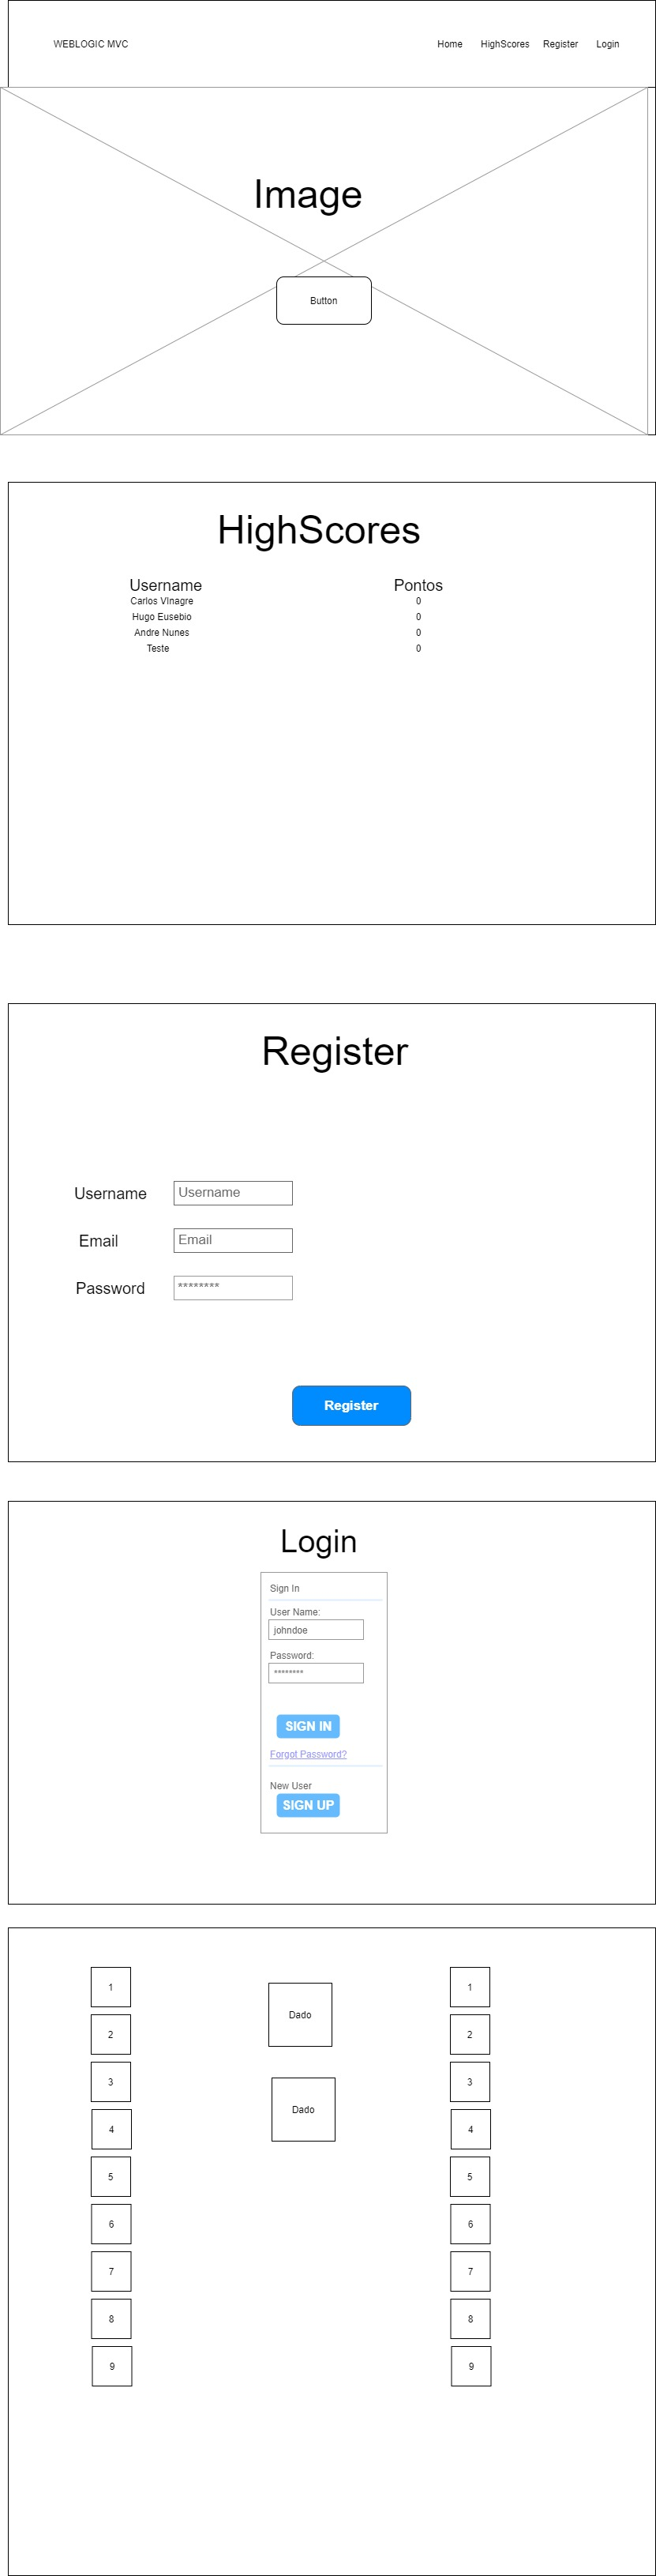 WEBLOGIC MVC Home HighScores Register Login
Image
Button
HighScores
Username Pontos
Carlos VInagre 0
Hugo Eusebio 0
Andre Nunes 0
Teste 0
Register
Username Username
Email Email
Password ********
Register
Login
Sign In
User Name:
johndoe
Password:
********
SIGN IN
Forgot Password?
New User
SIGN UP
1 Dado 1
2 2
3 Dado 3
4 4
5 5
6 6
7 7
8 8
9 9